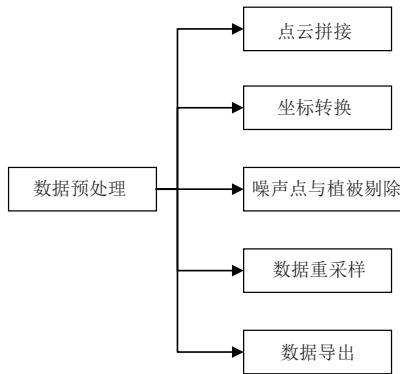 点云拼接
坐标转换
数据预处理
噪声点与植被剔除
数据重采样
数据导出